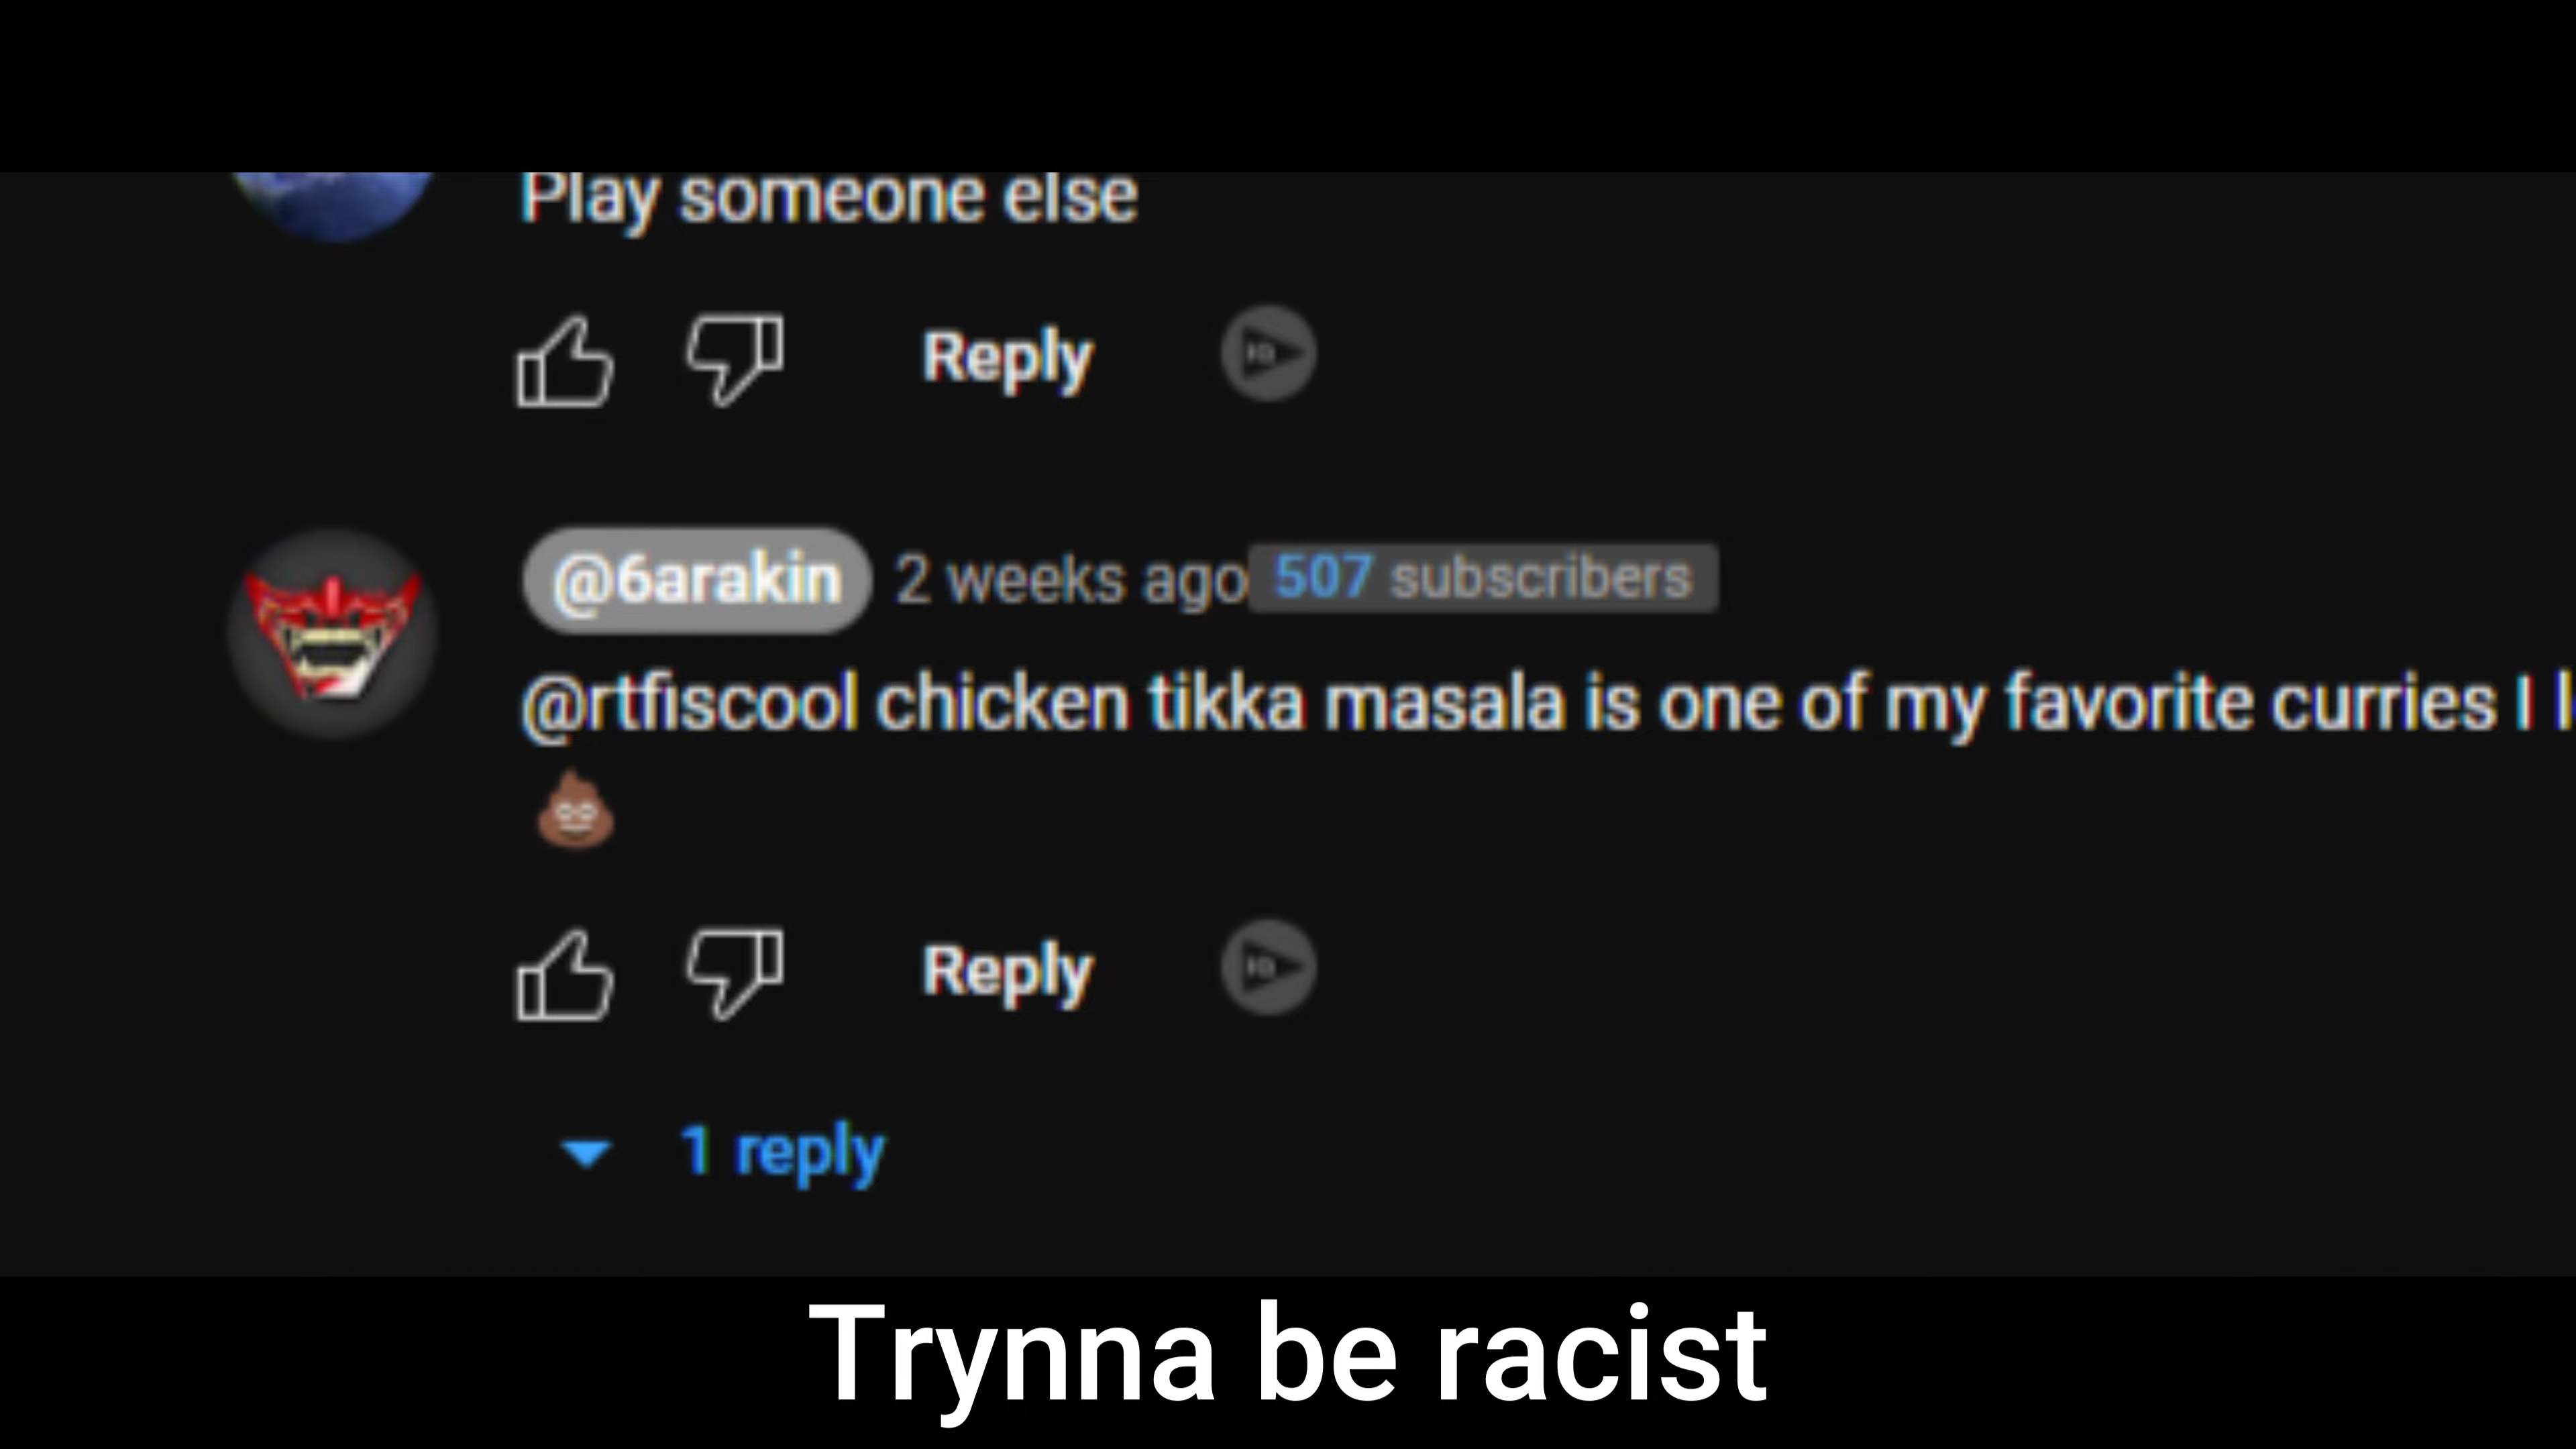 Play someone else
Reply
@6arakin 2 weeks ago 507 subscribers
@rtfiscool chicken tikka masala is one of my favorite curries I
Reply
1 reply
Trynna be racist